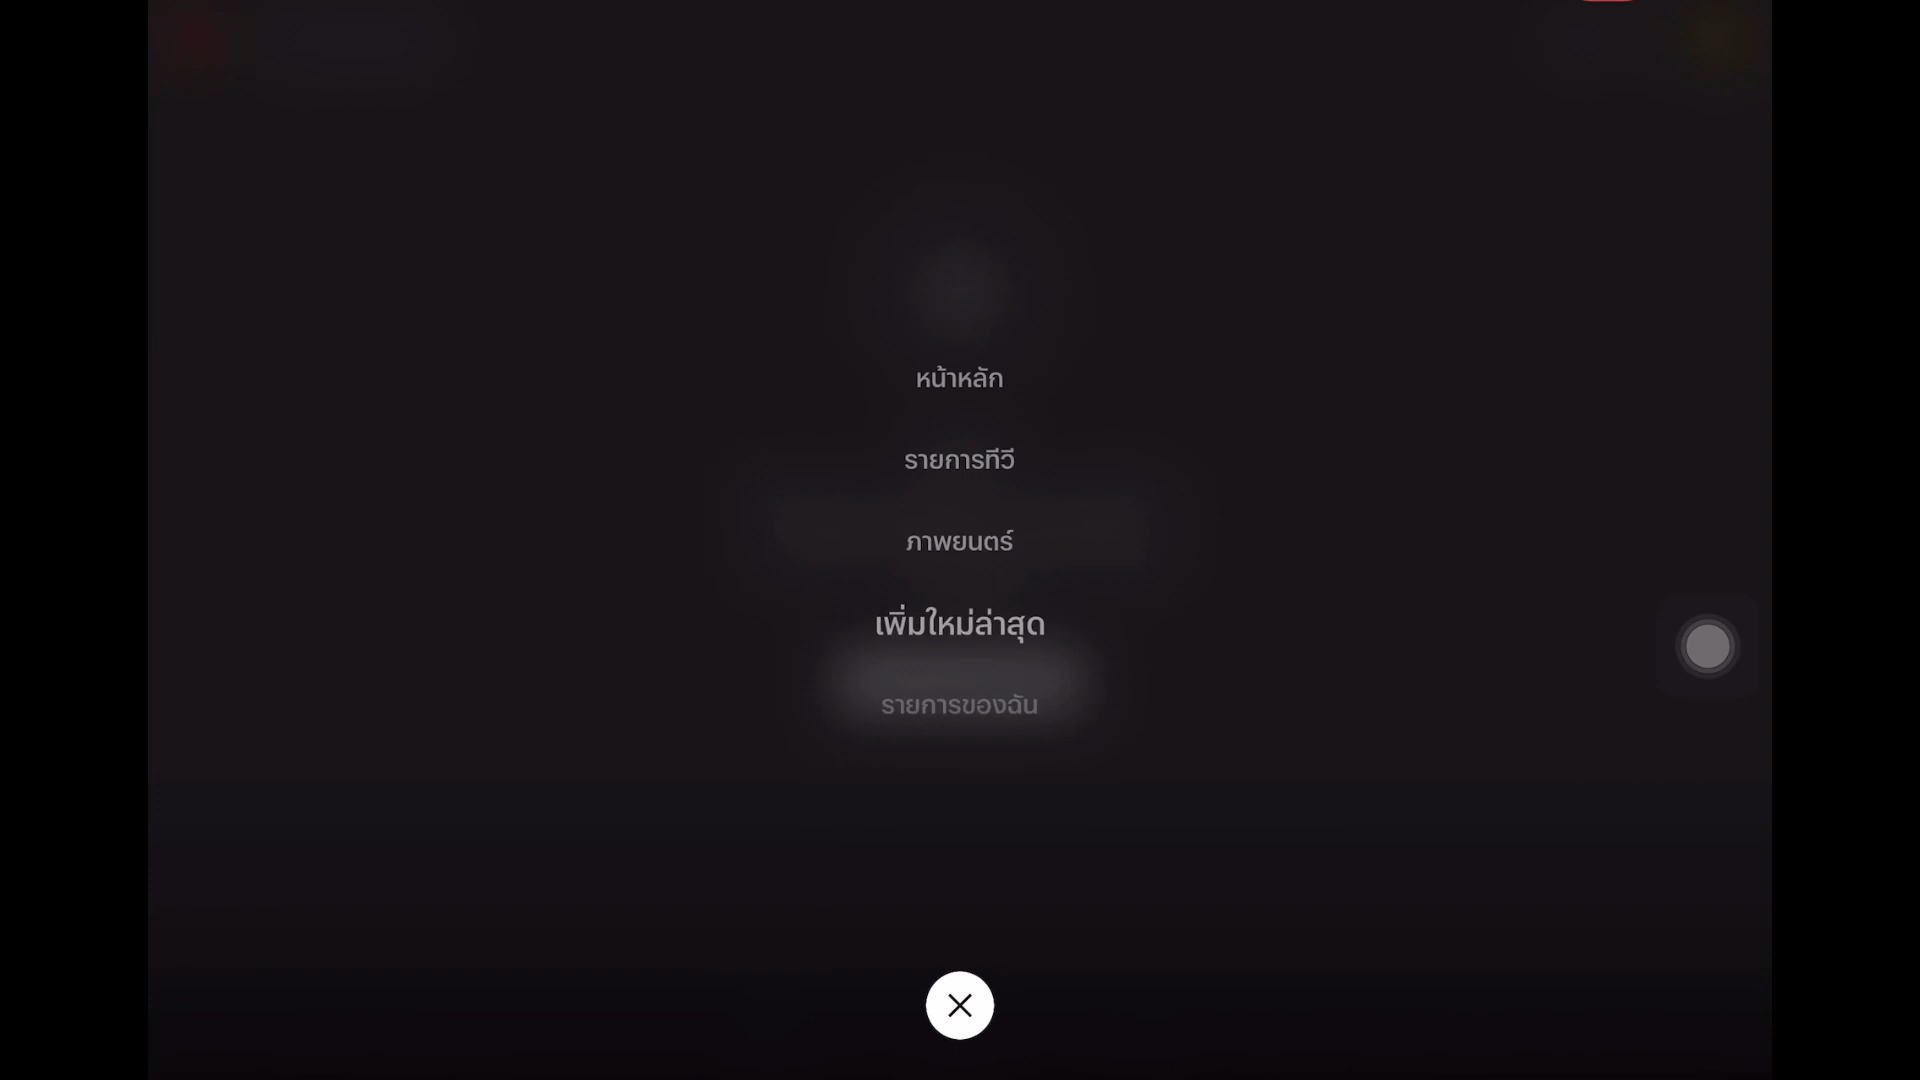 หน้าหลัก
รายการทีวี
ภาพยนตร์
เพิ่มใหม่ล่าสุด
รายการของฉัน